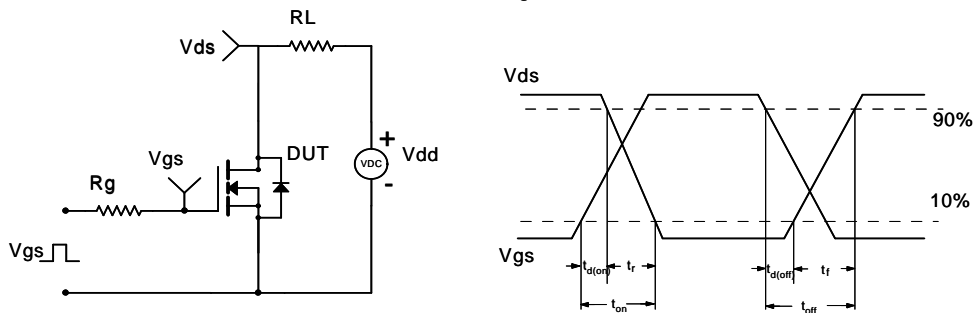 RL
Vds
Vgs
DUT
VDC
+
-
Vdd
Rg
Vgs
Vds
90%
10%
Vgs
td(on)
tr
ton
td(off)
tf
toff